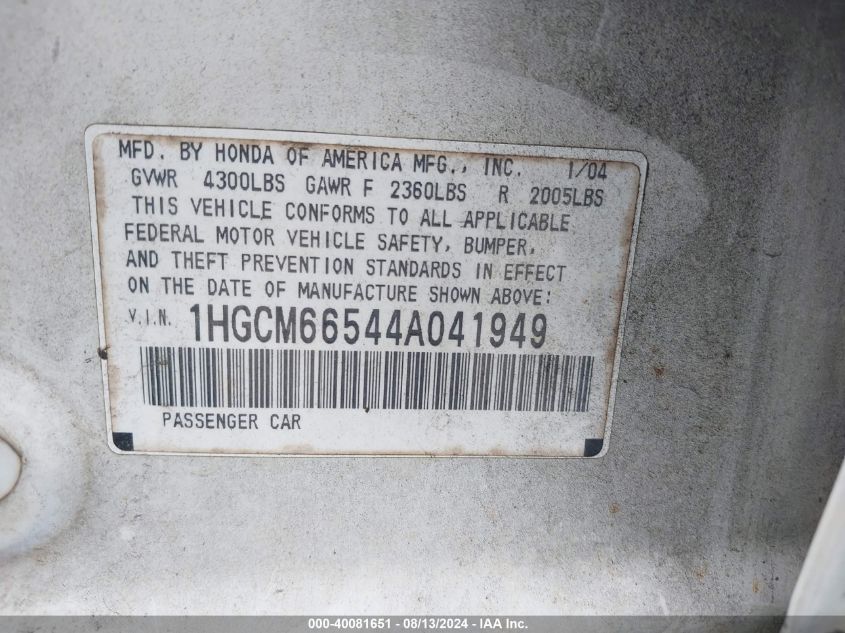 MFD. BY HONDA OF AMERICA MFG., INC. 1/04
GVWR 4300LBS GAWR F 2360LBS R 2005LBS
THIS VEHICLE CONFORMS TO ALL APPLICABLE
FEDERAL MOTOR VEHICLE SAFETY, BUMPER,
AND THEFT PREVENTION STANDARDS IN EFFECT
ON THE DATE OF MANUFACTURE SHOWN ABOVE:
V.I.N. 1HGCM66544A041949
PASSENGER CAR
000-40081651 - 08/13/2024 - IAA Inc.